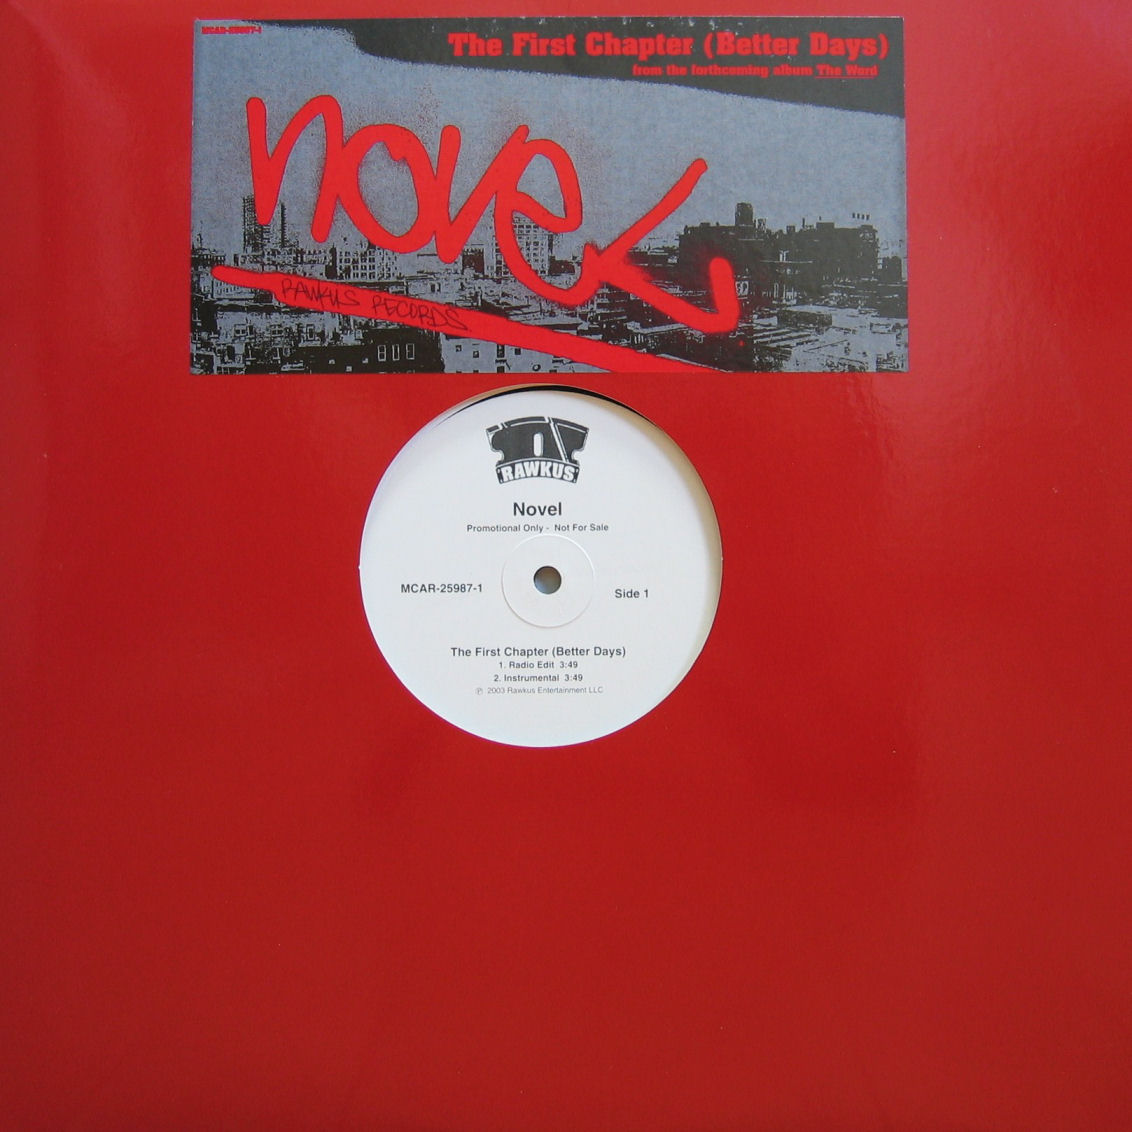 MCAR-25987-1
The First Chapter (Better Days)
from the forthcoming album The Word
novel
RAWKUS RECORDS
RAWKUS
Novel
Promotional Only - Not For Sale
MCAR-25987-1
Side 1
The First Chapter (Better Days)
1. Radio Edit 3:49
2. Instrumental 3:49
℗ 2003 Rawkus Entertainment LLC